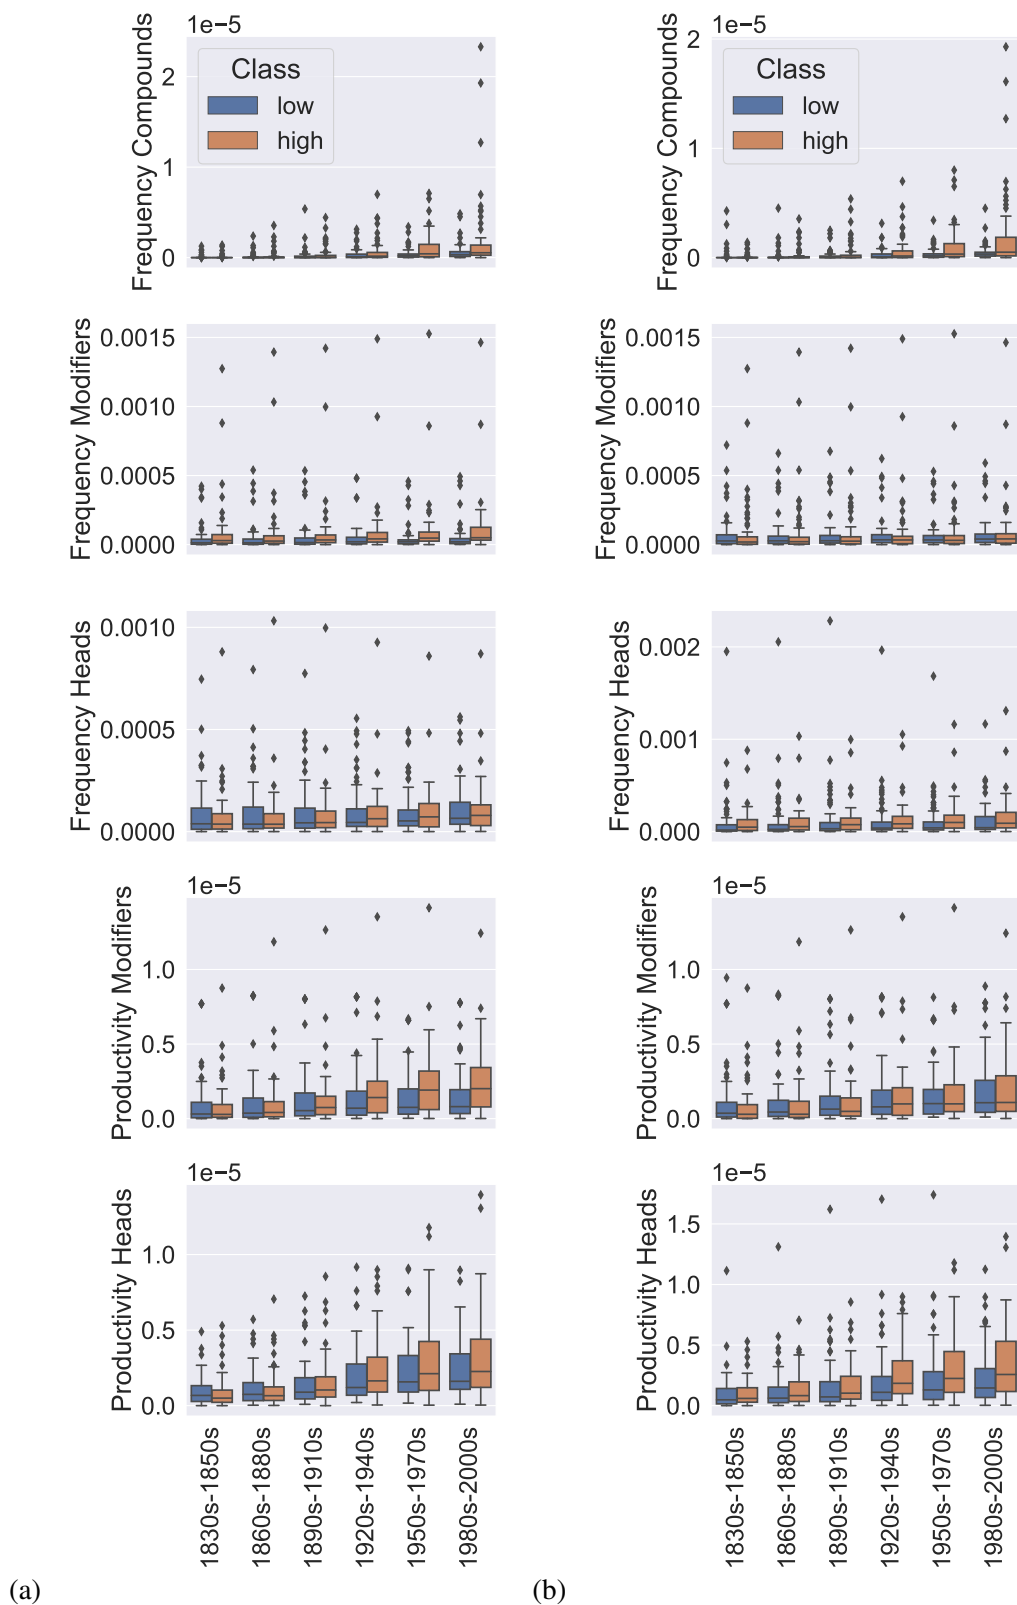 1e−5
Frequency Compounds
2
1
0
Class
low
high
1e−5
Frequency Compounds
2
1
0
Class
low
high
Frequency Modifiers
0.0015
0.0010
0.0005
0.0000
Frequency Modifiers
0.0015
0.0010
0.0005
0.0000
Frequency Heads
0.0010
0.0005
0.0000
Frequency Heads
0.002
0.001
0.000
1e−5
Productivity Modifiers
1.0
0.5
0.0
1e−5
Productivity Modifiers
1.0
0.5
0.0
1e−5
Productivity Heads
1.0
0.5
0.0
1830s-1850s
1860s-1880s
1890s-1910s
1920s-1940s
1950s-1970s
1980s-2000s
1e−5
Productivity Heads
1.5
1.0
0.5
0.0
1830s-1850s
1860s-1880s
1890s-1910s
1920s-1940s
1950s-1970s
1980s-2000s
(a)
(b)